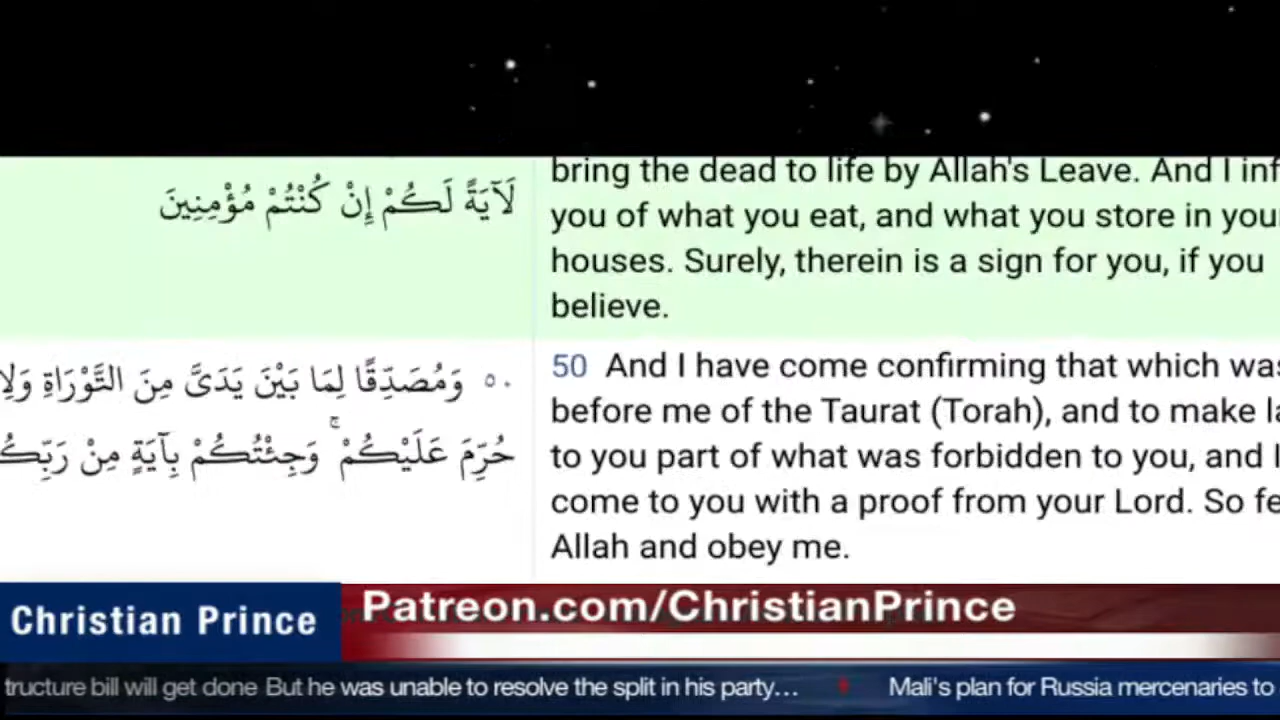 لَآيَةً لَكُمْ إِنْ كُنْتُمْ مُؤْمِنِينَ
bring the dead to life by Allah's Leave. And I inf
you of what you eat, and what you store in you
houses. Surely, therein is a sign for you, if you
believe.
٥٠ وَمُصَدِّقًا لِمَا بَيْنَ يَدَىَّ مِنَ التَّوْرَاةِ وَلِا
حُرِّمَ عَلَيْكُمْ ۚ وَجِئْتُكُمْ بِآيَةٍ مِنْ رَبِّكُ
50 And I have come confirming that which was
before me of the Taurat (Torah), and to make la
to you part of what was forbidden to you, and I
come to you with a proof from your Lord. So fe
Allah and obey me.
Christian Prince
Patreon.com/ChristianPrince
tructure bill will get done But he was unable to resolve the split in his party... Mali's plan for Russia mercenaries to